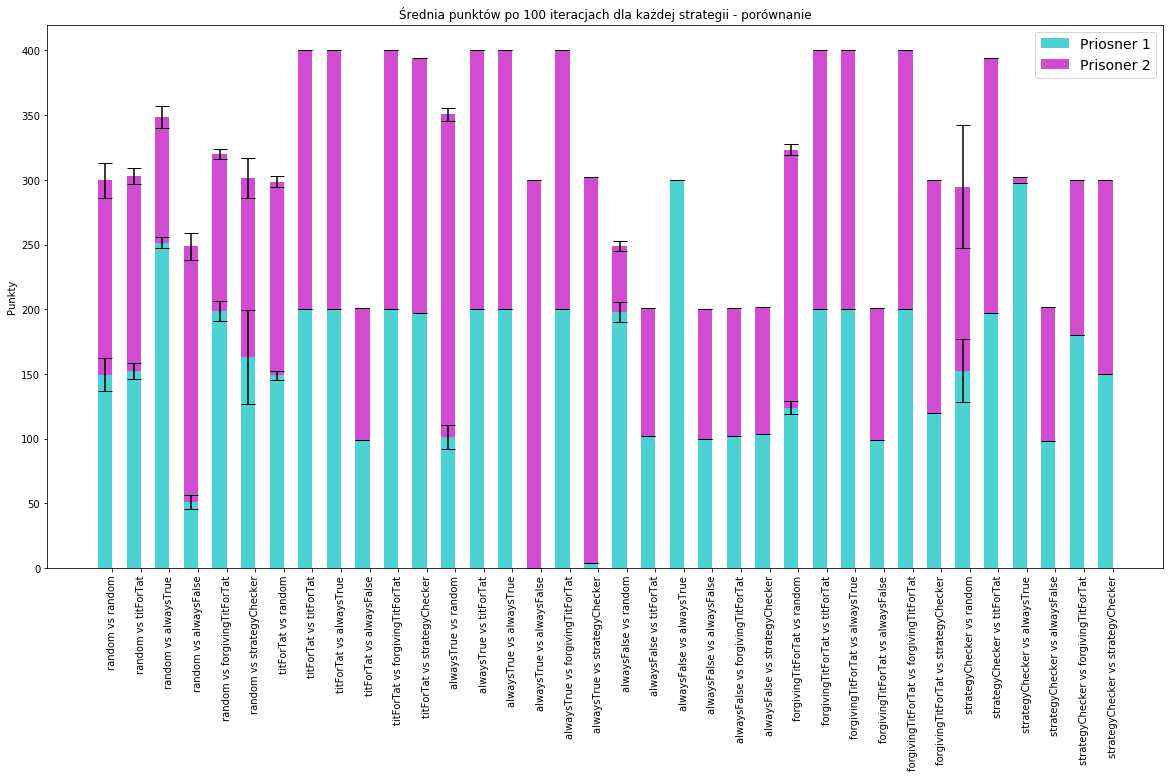 Średnia punktów po 100 iteracjach dla każdej strategii - porównanie
Priosner 1
Prisoner 2
Punkty
400
350
300
250
200
150
100
50
0
random vs random
random vs titForTat
random vs alwaysTrue
random vs alwaysFalse
random vs forgivingTitForTat
random vs strategyChecker
titForTat vs random
titForTat vs titForTat
titForTat vs alwaysTrue
titForTat vs alwaysFalse
titForTat vs forgivingTitForTat
titForTat vs strategyChecker
alwaysTrue vs random
alwaysTrue vs titForTat
alwaysTrue vs alwaysTrue
alwaysTrue vs alwaysFalse
alwaysTrue vs forgivingTitForTat
alwaysTrue vs strategyChecker
alwaysFalse vs random
alwaysFalse vs titForTat
alwaysFalse vs alwaysTrue
alwaysFalse vs alwaysFalse
alwaysFalse vs forgivingTitForTat
alwaysFalse vs strategyChecker
forgivingTitForTat vs random
forgivingTitForTat vs titForTat
forgivingTitForTat vs alwaysTrue
forgivingTitForTat vs alwaysFalse
forgivingTitForTat vs forgivingTitForTat
forgivingTitForTat vs strategyChecker
strategyChecker vs random
strategyChecker vs titForTat
strategyChecker vs alwaysTrue
strategyChecker vs alwaysFalse
strategyChecker vs forgivingTitForTat
strategyChecker vs strategyChecker